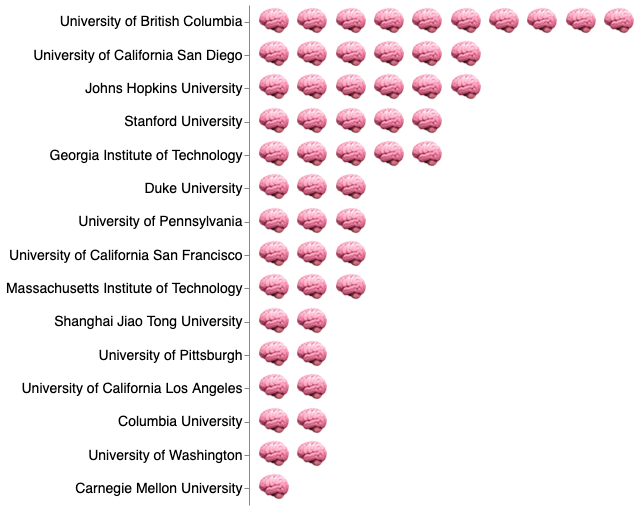 University of British Columbia
University of California San Diego
Johns Hopkins University
Stanford University
Georgia Institute of Technology
Duke University
University of Pennsylvania
University of California San Francisco
Massachusetts Institute of Technology
Shanghai Jiao Tong University
University of Pittsburgh
University of California Los Angeles
Columbia University
University of Washington
Carnegie Mellon University